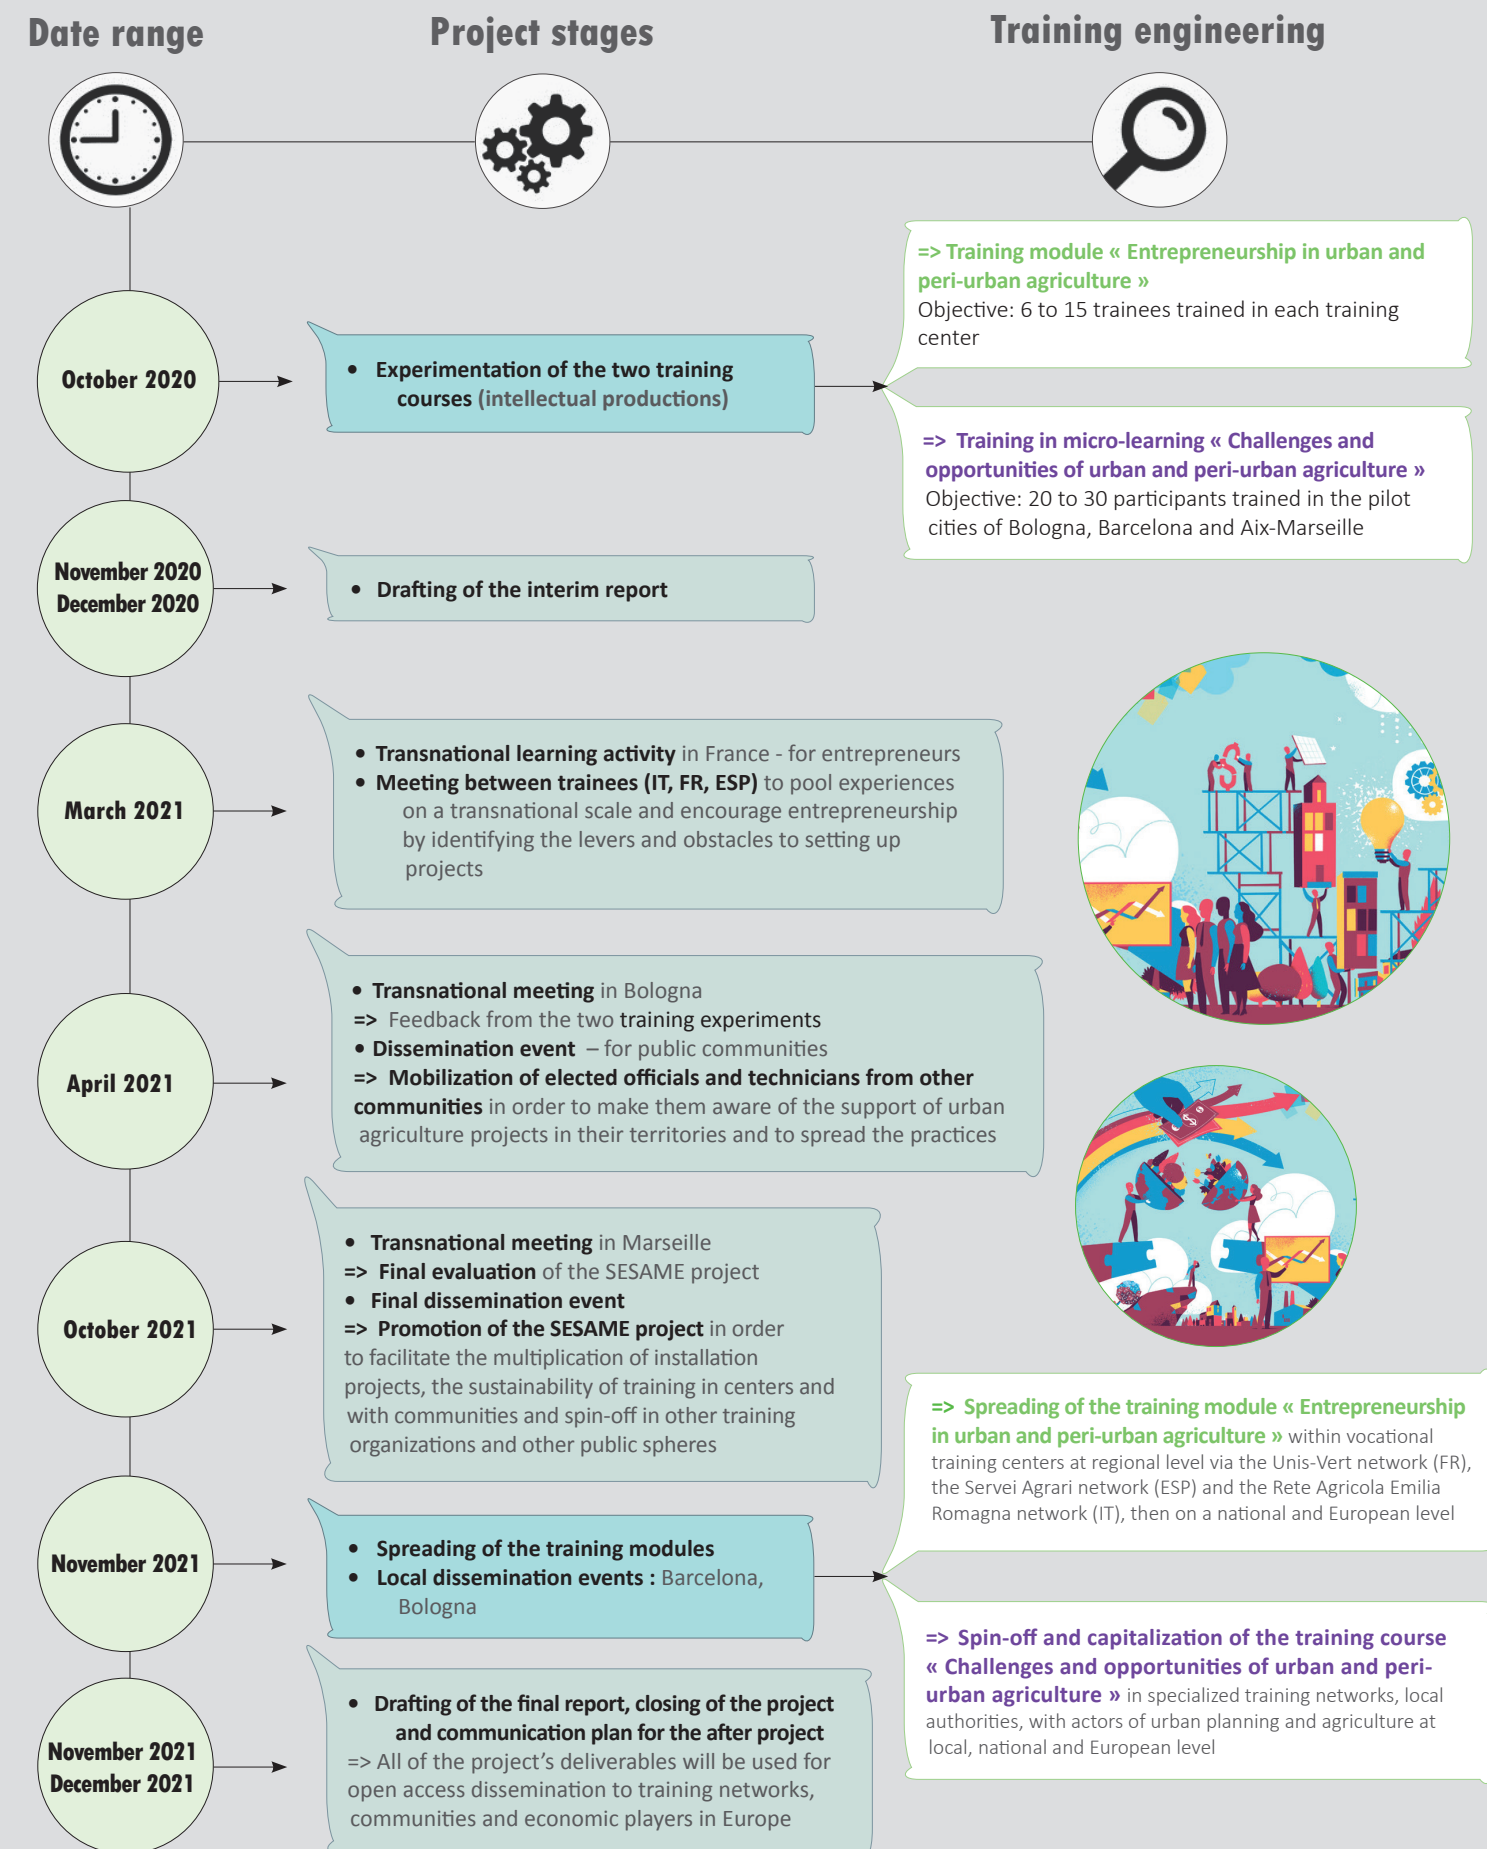 Date range
Project stages
Training engineering
October 2020
• Experimentation of the two training
courses (intellectual productions)
=> Training module « Entrepreneurship in urban and
peri-urban agriculture »
Objective: 6 to 15 trainees trained in each training
center
=> Training in micro-learning « Challenges and
opportunities of urban and peri-urban agriculture »
Objective: 20 to 30 participants trained in the pilot
cities of Bologna, Barcelona and Aix-Marseille
November 2020
December 2020
• Drafting of the interim report
March 2021
• Transnational learning activity in France - for entrepreneurs
• Meeting between trainees (IT, FR, ESP) to pool experiences
on a transnational scale and encourage entrepreneurship
by identifying the levers and obstacles to setting up
projects
April 2021
• Transnational meeting in Bologna
=> Feedback from the two training experiments
• Dissemination event – for public communities
=> Mobilization of elected officials and technicians from other
communities in order to make them aware of the support of urban
agriculture projects in their territories and to spread the practices
October 2021
• Transnational meeting in Marseille
=> Final evaluation of the SESAME project
• Final dissemination event
=> Promotion of the SESAME project in order
to facilitate the multiplication of installation
projects, the sustainability of training in centers and
with communities and spin-off in other training
organizations and other public spheres
November 2021
• Spreading of the training modules
• Local dissemination events : Barcelona,
Bologna
=> Spreading of the training module « Entrepreneurship
in urban and peri-urban agriculture » within vocational
training centers at regional level via the Unis-Vert network (FR),
the Servei Agrari network (ESP) and the Rete Agricola Emilia
Romagna network (IT), then on a national and European level
=> Spin-off and capitalization of the training course
« Challenges and opportunities of urban and peri-
urban agriculture » in specialized training networks, local
authorities, with actors of urban planning and agriculture at
local, national and European level
November 2021
December 2021
• Drafting of the final report, closing of the project
and communication plan for the after project
=> All of the project's deliverables will be used for
open access dissemination to training networks,
communities and economic players in Europe